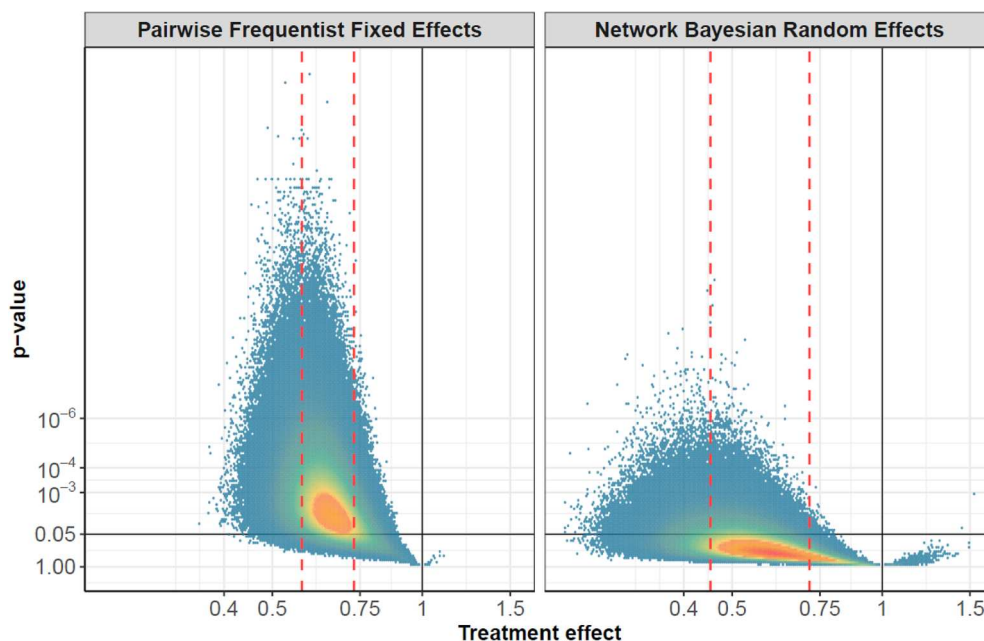 Pairwise Frequentist Fixed Effects
Network Bayesian Random Effects
p-value
10⁻⁶
10⁻⁴
10⁻³
0.05
1.00
0.4 0.5 0.75 1 1.5
0.4 0.5 0.75 1 1.5
Treatment effect